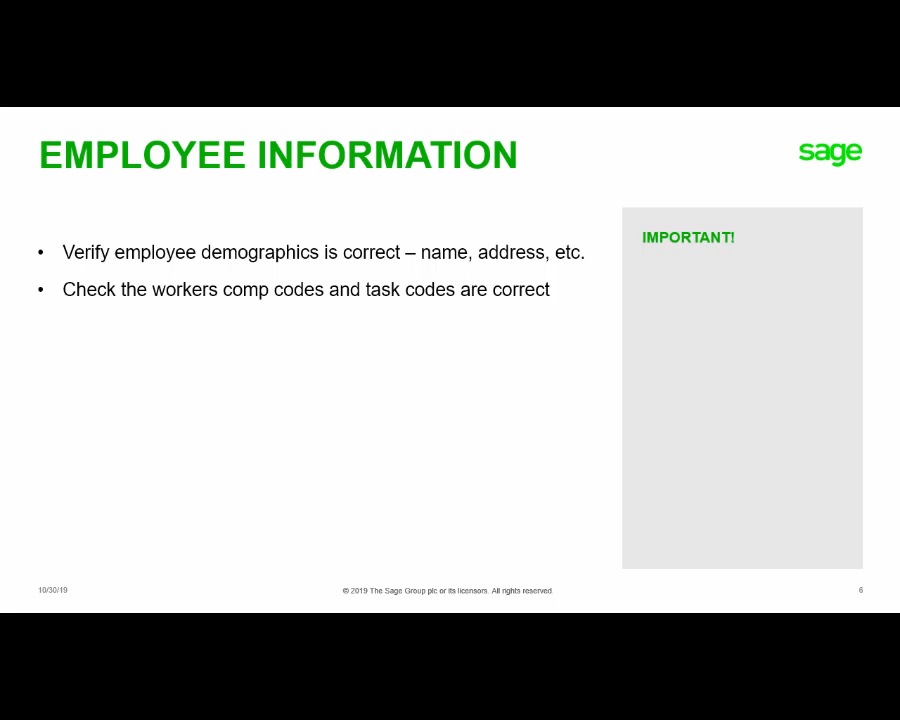 EMPLOYEE INFORMATION
sage
• Verify employee demographics is correct – name, address, etc.
• Check the workers comp codes and task codes are correct
IMPORTANT!
10/30/19
© 2019 The Sage Group plc or its licensors. All rights reserved.
6